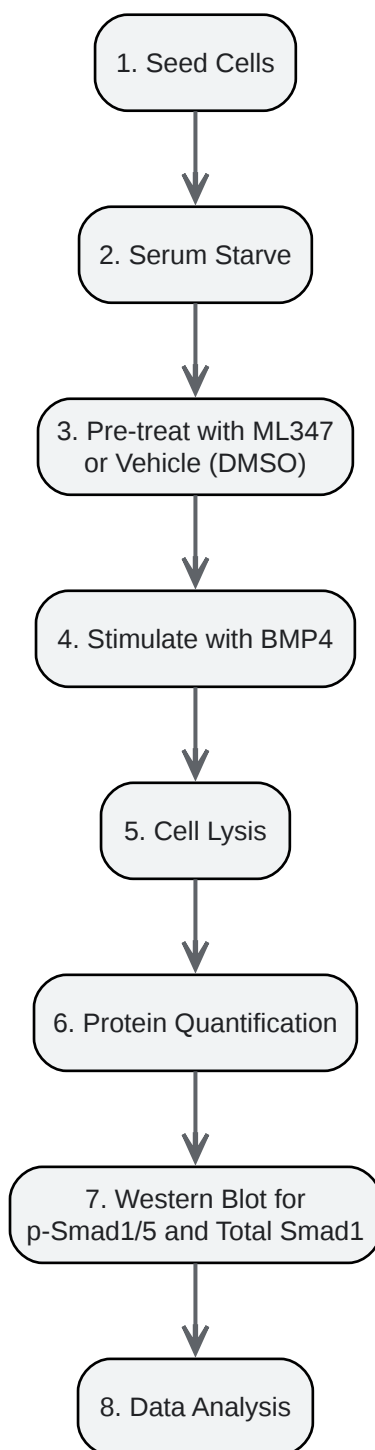 1. Seed Cells
2. Serum Starve
3. Pre-treat with ML347
or Vehicle (DMSO)
4. Stimulate with BMP4
5. Cell Lysis
6. Protein Quantification
7. Western Blot for
p-Smad1/5 and Total Smad1
8. Data Analysis